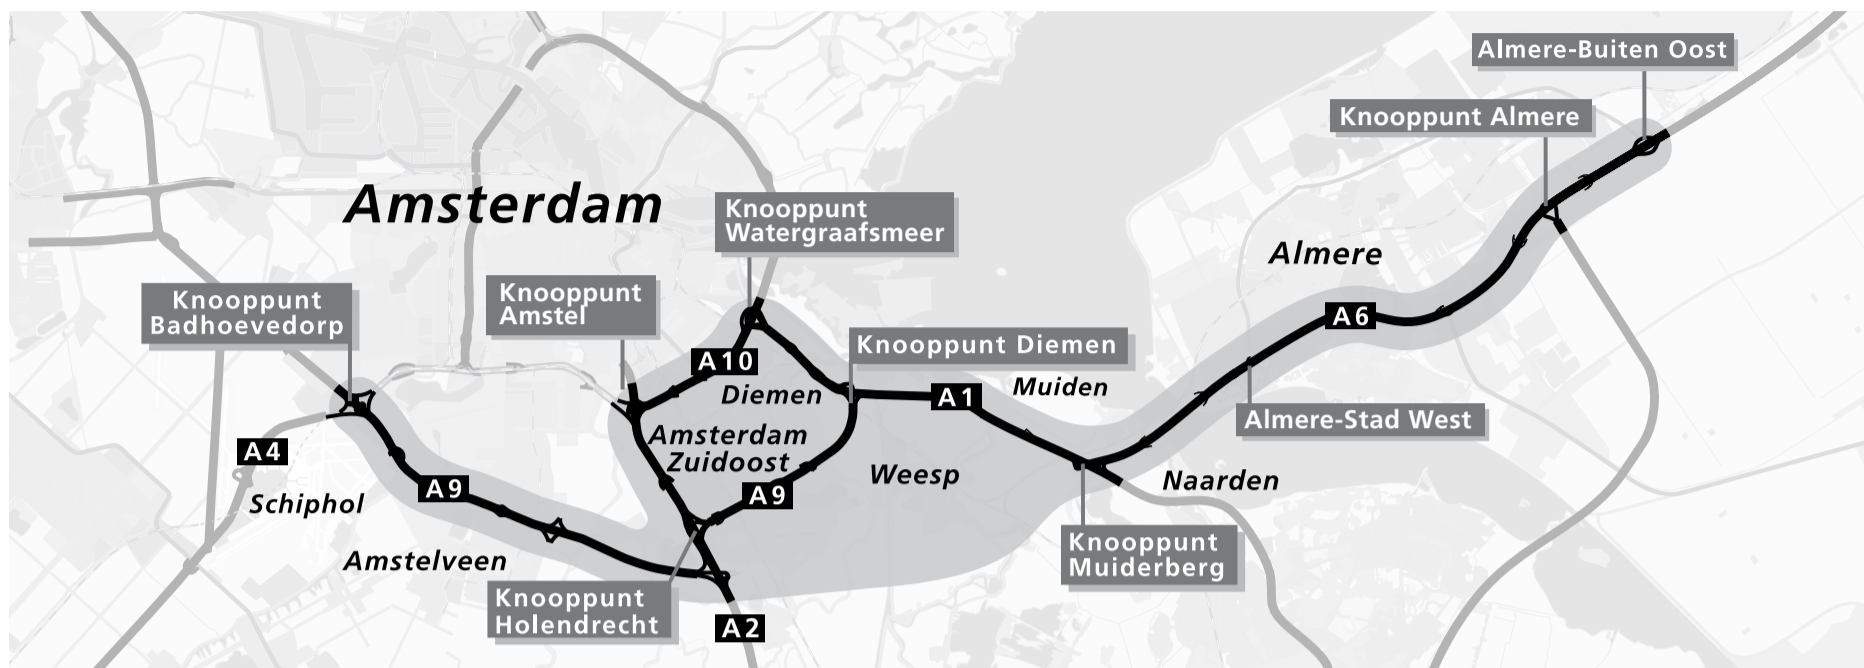 Almere-Buiten Oost
Knooppunt Almere
Amsterdam
Knooppunt
Watergraafsmeer
Almere
Knooppunt
Badhoevedorp
Knooppunt
Amstel
A6
Knooppunt Diemen
A10
Diemen
A1
Muiden
Almere-Stad West
A4
Amsterdam
Zuidoost
Weesp
Naarden
A9
A9
Schiphol
Amstelveen
Knooppunt
Muiderberg
Knooppunt
Holendrecht
A2